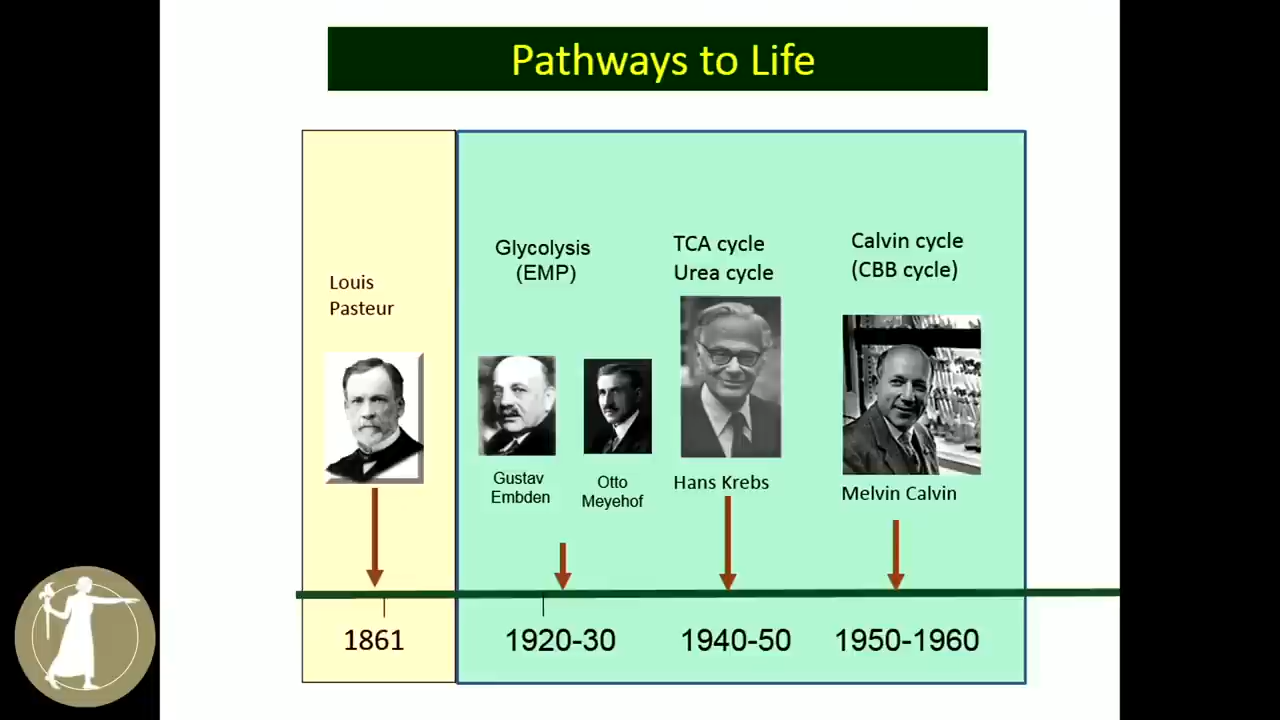 Pathways to Life
Louis
Pasteur
Glycolysis
(EMP)
TCA cycle
Urea cycle
Calvin cycle
(CBB cycle)
Gustav
Embden
Otto
Meyehof
Hans Krebs
Melvin Calvin
1861
1920-30
1940-50
1950-1960